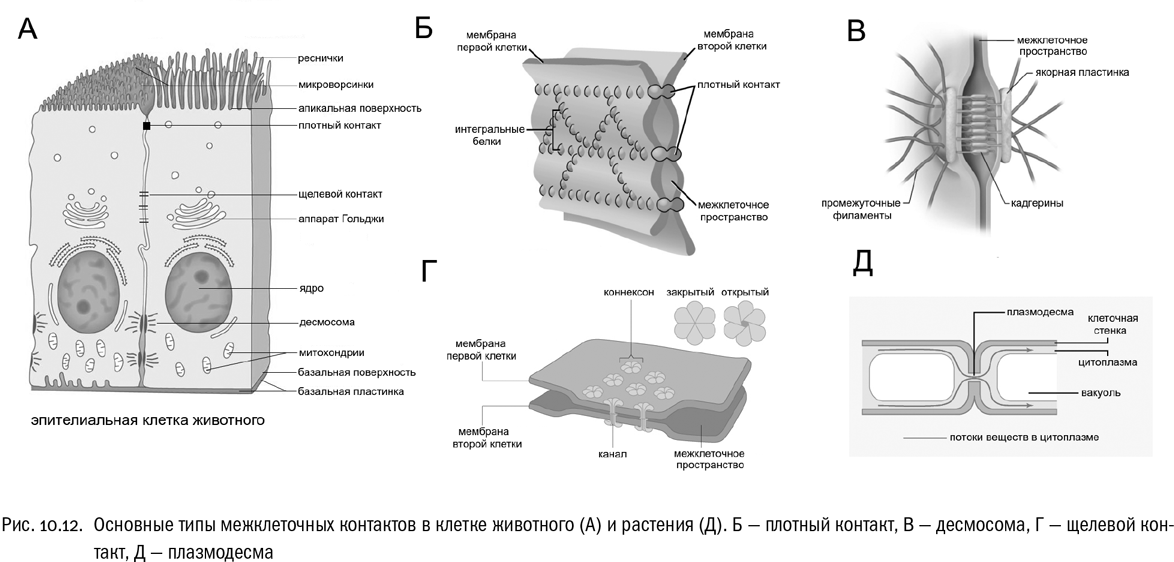 А
реснички
микроворсинки
апикальная поверхность
плотный контакт
щелевой контакт
аппарат Гольджи
ядро
десмосома
митохондрии
базальная поверхность
базальная пластинка
эпителиальная клетка животного
Б
мембрана
первой клетки
мембрана
второй клетки
плотный контакт
интегральные
белки
межклеточное
пространство
В
межклеточное
пространство
якорная пластинка
промежуточные
филаменты
кадгерины
Г
коннексон
закрытый
открытый
мембрана
первой клетки
мембрана
второй клетки
канал
межклеточное
пространство
Д
плазмодесма
клеточная
стенка
цитоплазма
вакуоль
потоки веществ в цитоплазме
Рис. 10.12. Основные типы межклеточных контактов в клетке животного (А) и растения (Д). Б — плотный контакт, В — десмосома, Г — щелевой кон-
такт, Д — плазмодесма